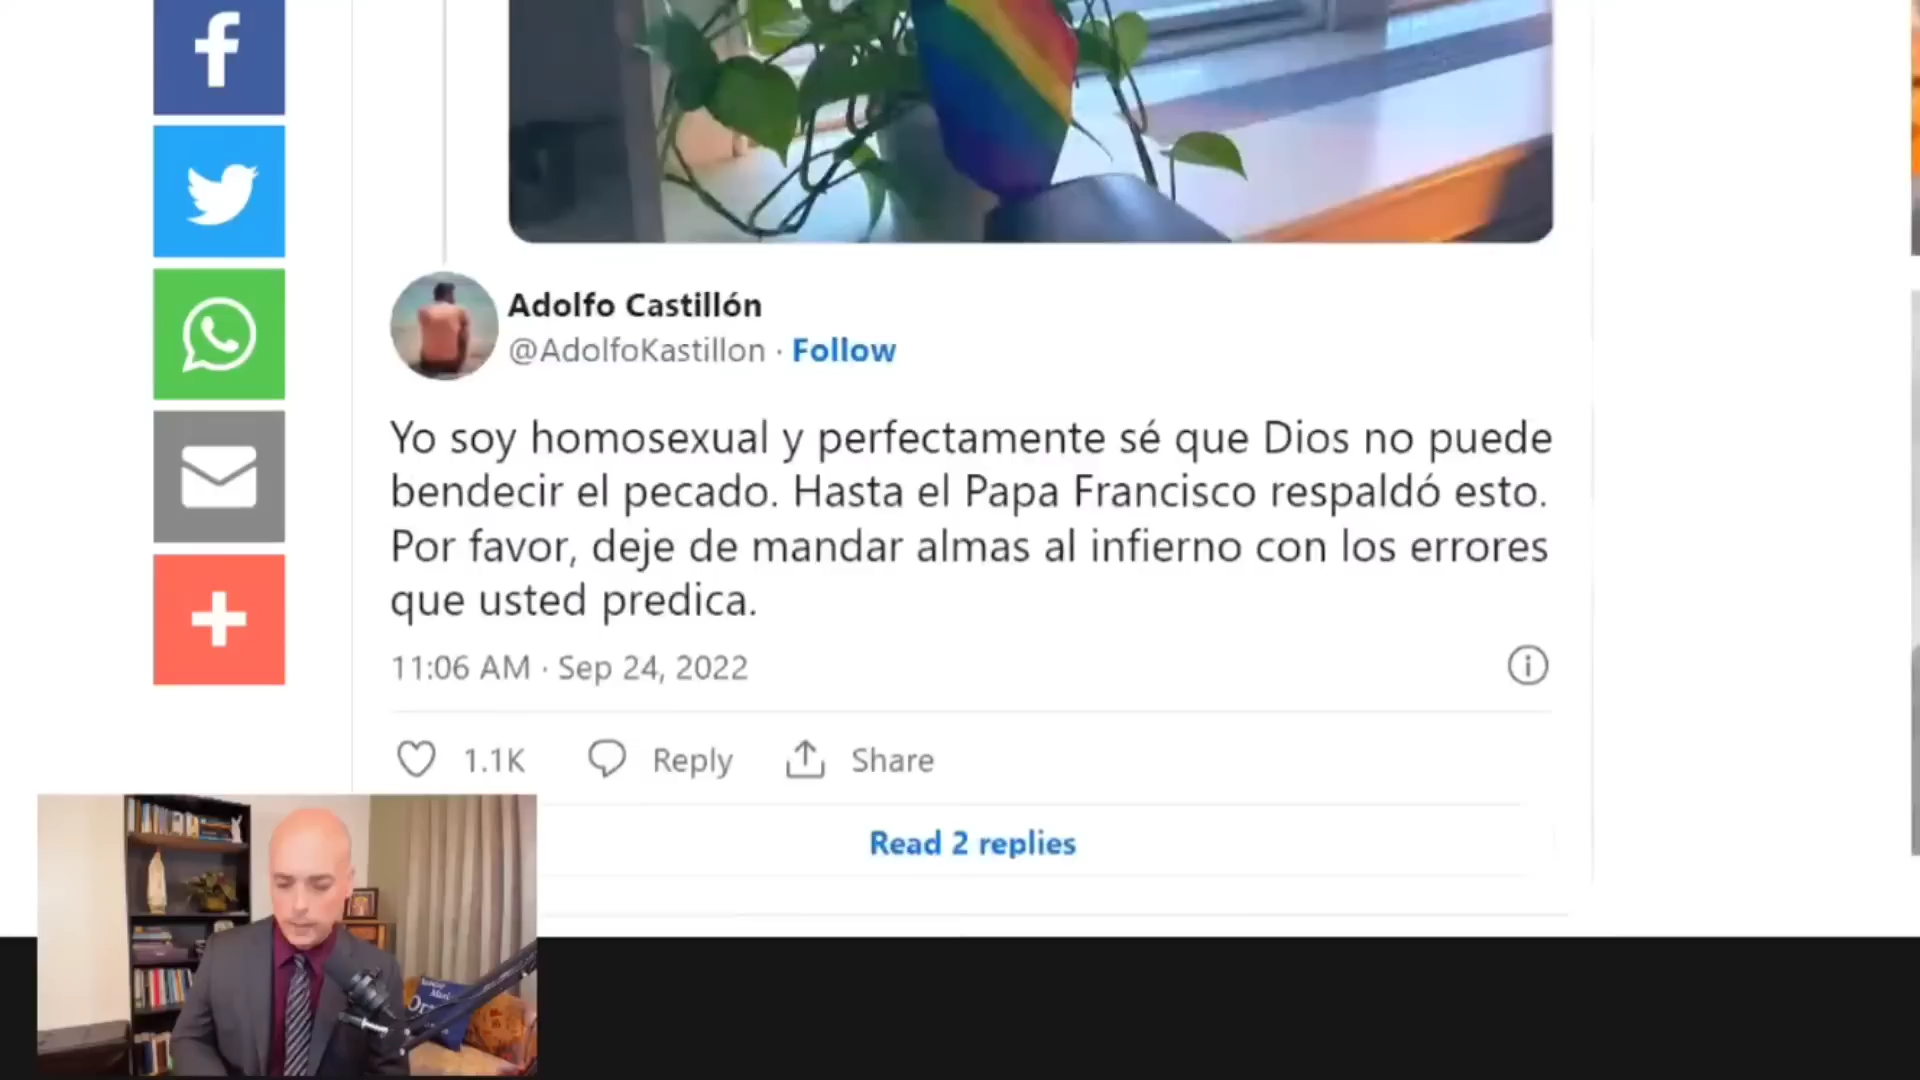 Adolfo Castillón
@AdolfoKastillon · Follow
Yo soy homosexual y perfectamente sé que Dios no puede
bendecir el pecado. Hasta el Papa Francisco respaldó esto.
Por favor, deje de mandar almas al infierno con los errores
que usted predica.
11:06 AM · Sep 24, 2022
1.1K Reply Share
Read 2 replies